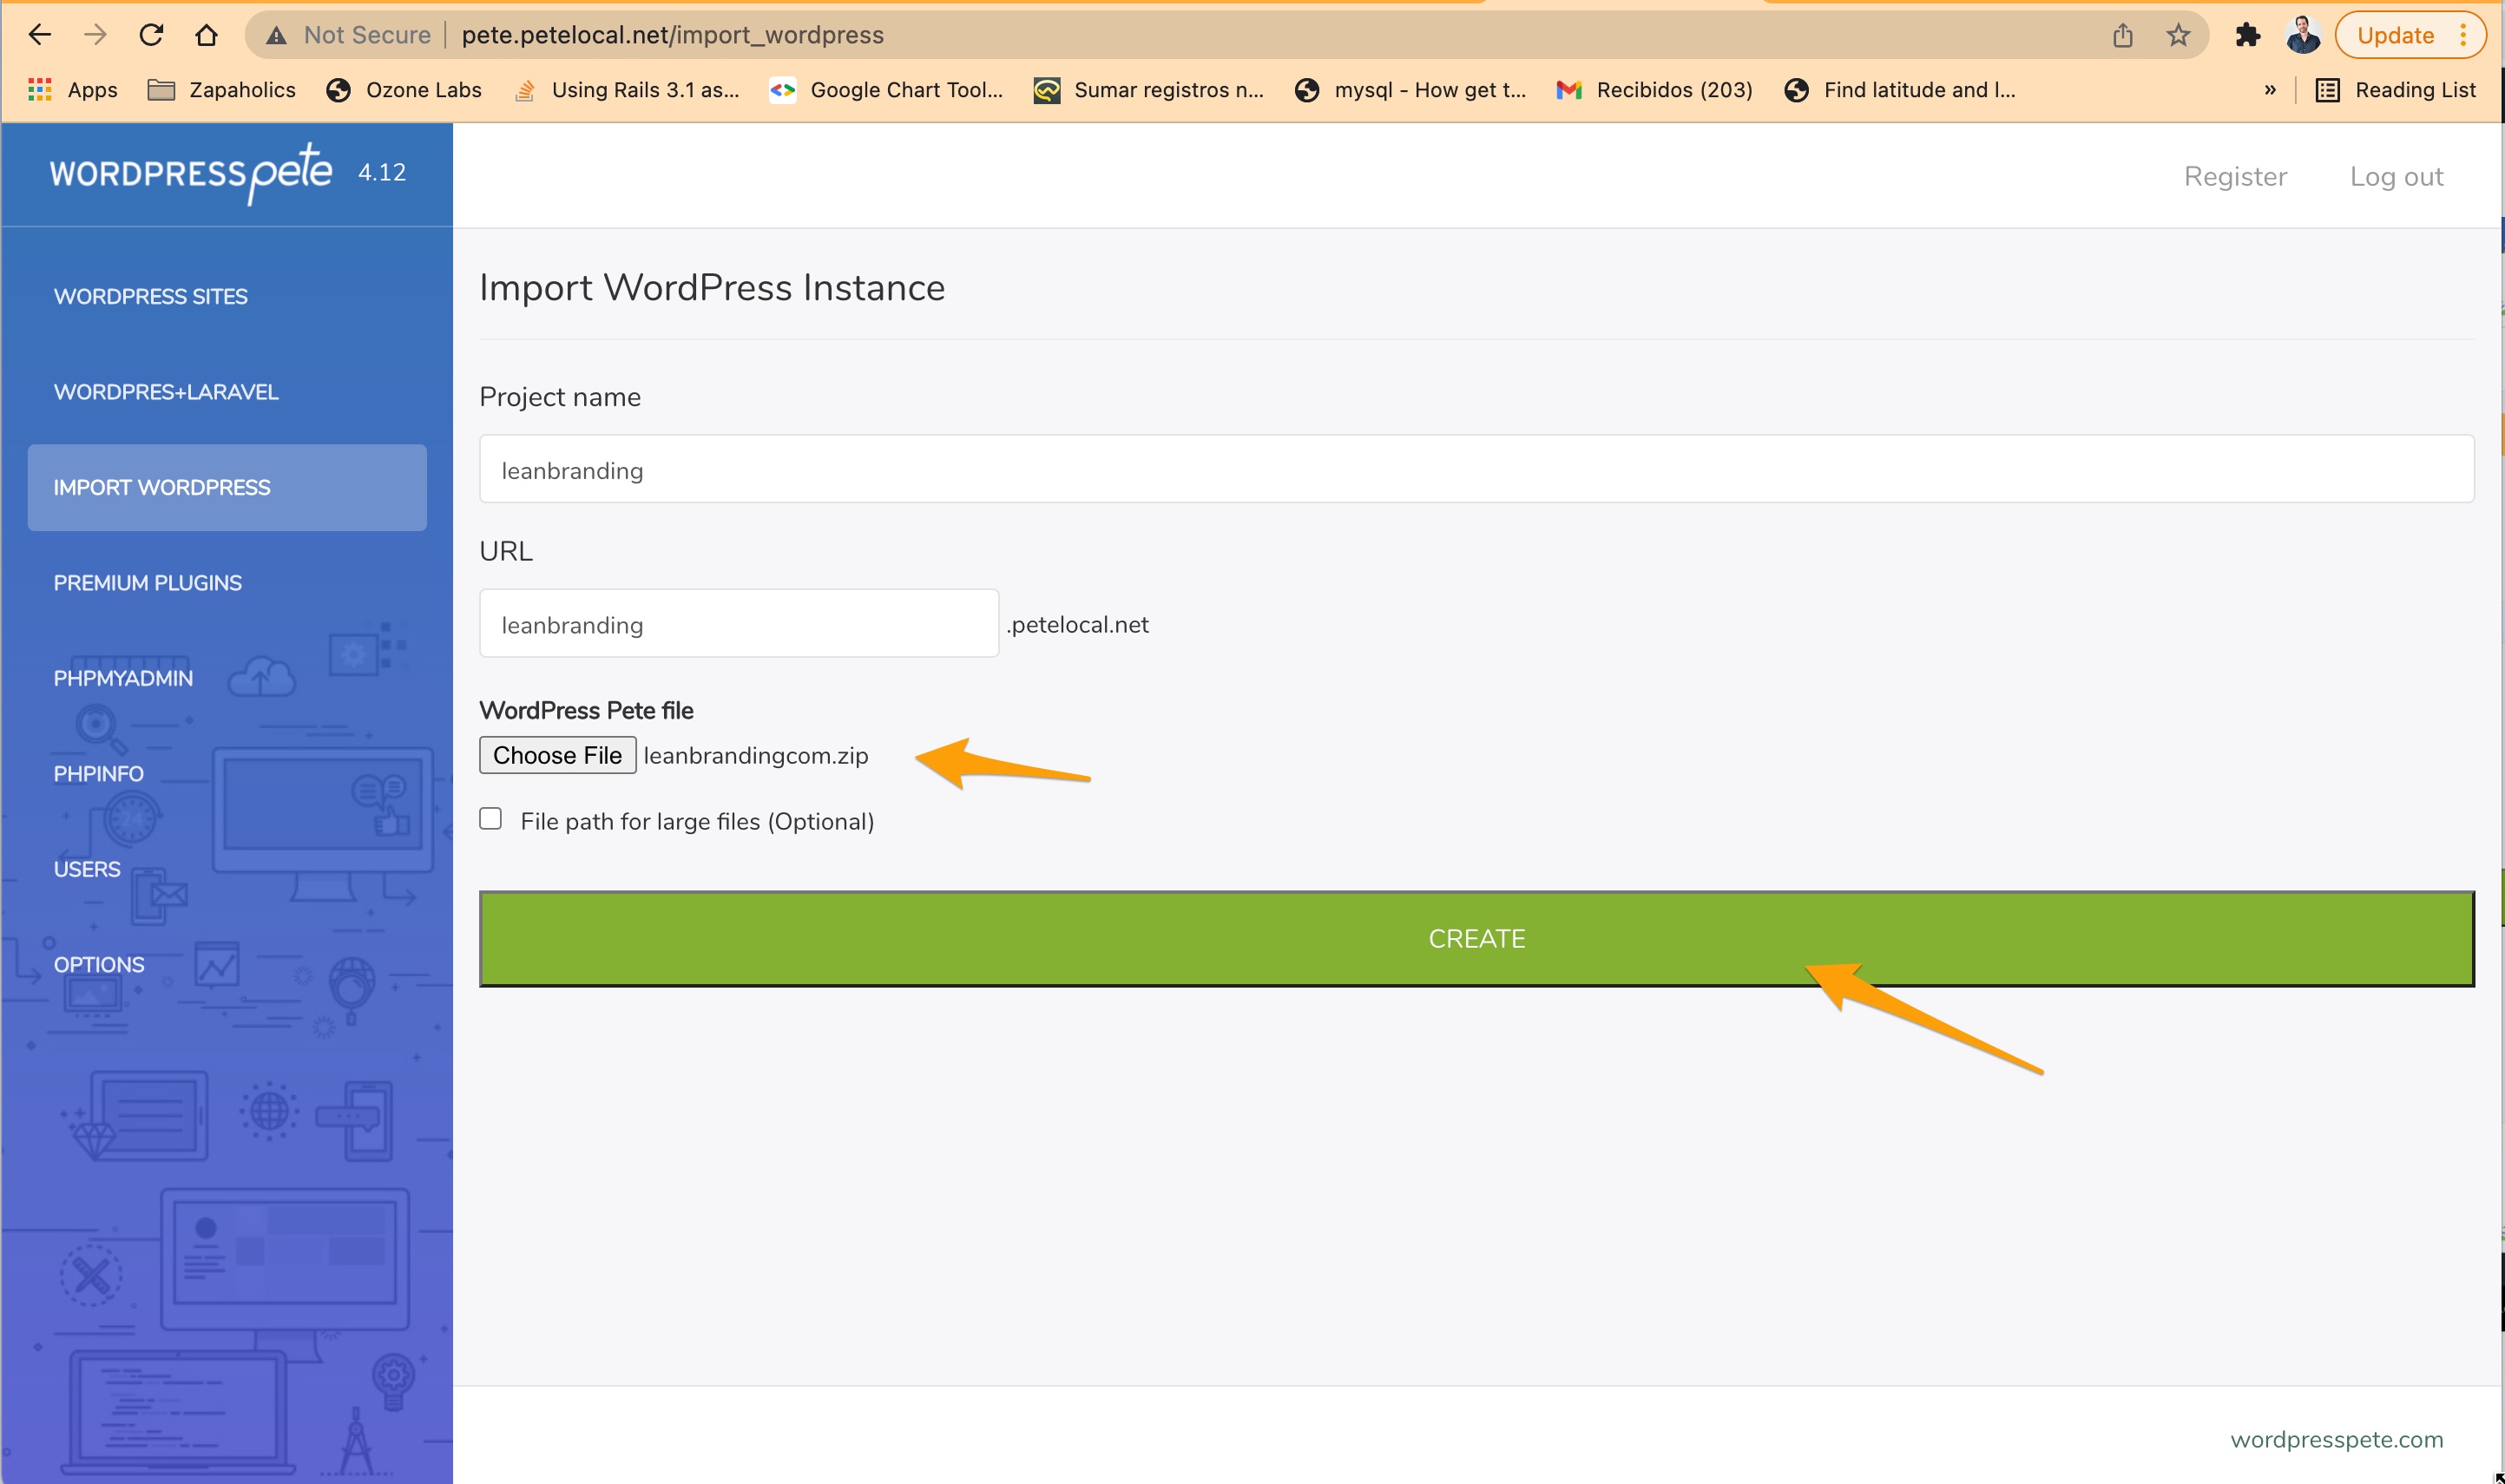 Not Secure pete.petelocal.net/import_wordpress Update
Apps Zapaholics Ozone Labs Using Rails 3.1 as... Google Chart Tool... Sumar registros n... mysql - How get t... Recibidos (203) Find latitude and l... » Reading List
WORDPRESS pete 4.12
Register Log out
WORDPRESS SITES
WORDPRES+LARAVEL
IMPORT WORDPRESS
PREMIUM PLUGINS
PHPMYADMIN
PHPINFO
24
USERS
OPTIONS
Import WordPress Instance
Project name
leanbranding
URL
leanbranding .petelocal.net
WordPress Pete file
Choose File leanbrandingcom.zip
File path for large files (Optional)
CREATE
wordpresspete.com